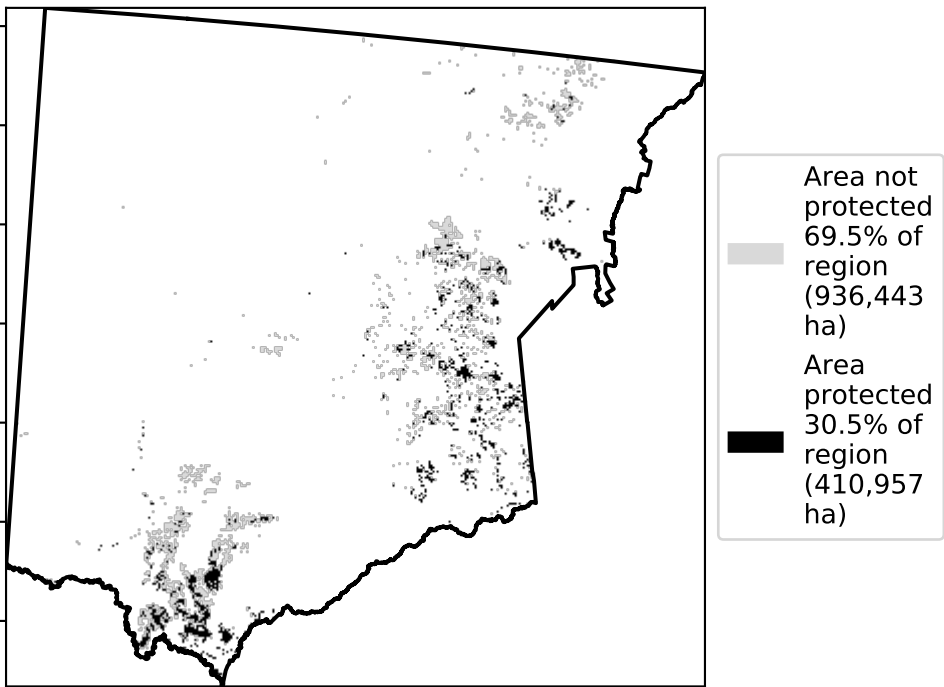 Area not
protected
69.5% of
region
(936,443
ha)
Area
protected
30.5% of
region
(410,957
ha)